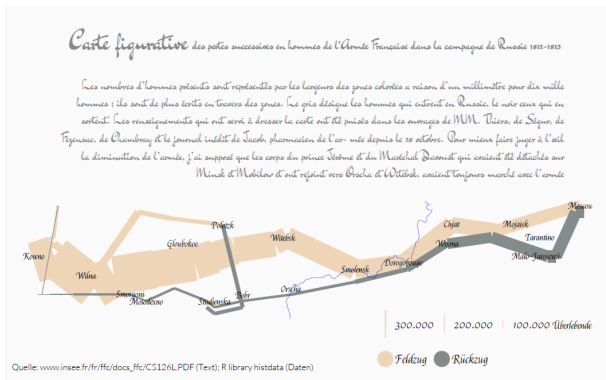 Carte figurative des pertes successives en hommes de l'Armée Française dans la campagne de Russie 1812-1813
Les nombres d'hommes présents sont représentés par les largeurs des zones colorées a raison d'un millimètre pour dix mille
hommes ; ils sont de plus écrits en travers des zones. Le gris désigne les hommes qui entrent en Russie, le noir ceux qui en
sortent. Les renseignements qui ont servi à dresser la carte ont été puisés dans les ouvrages de MM. Thiers, de Ségur, de
Fezensac, de Chambray et le journal inédit de Jacob, pharmacien de l'ar- mée depuis le 28 octobre. Pour mieux faire juger à l'œil
la diminution de l'armée, j'ai supposé que les corps du prince Jérôme et du Maréchal Davoust qui avaient été détachés sur
Minsk et Mobilow et ont rejoint vers Orscha et Witebsk, avaient toujours marché avec l'armée
Moscou
Polotzk
Chjat
Mojaisk
Gloubokoe
Witebsk
Wixma
Tarantino
Kowno
Malo-Jarosewii
Wilna
Smolensk
Dorogobouge
Smorgoni
Orscha
Bobr
Molodecno
Studienska
300.000
200.000
100.000 Überlebende
Feldzug
Rückzug
Quelle: www.insee.fr/fr/ffc/docs_ffc/CS126L.PDF (Text); R library histdata (Daten)